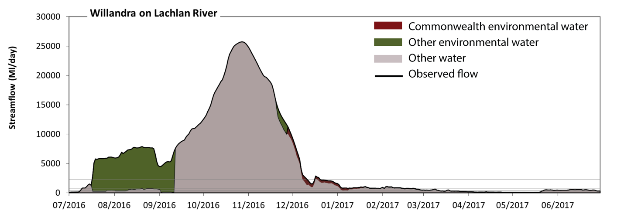 Willandra on Lachlan River
Commonwealth environmental water
Other environmental water
Other water
Observed flow
Streamflow (Ml/day)
30000
25000
20000
15000
10000
5000
0
07/2016 08/2016 09/2016 10/2016 11/2016 12/2016 01/2017 02/2017 03/2017 04/2017 05/2017 06/2017